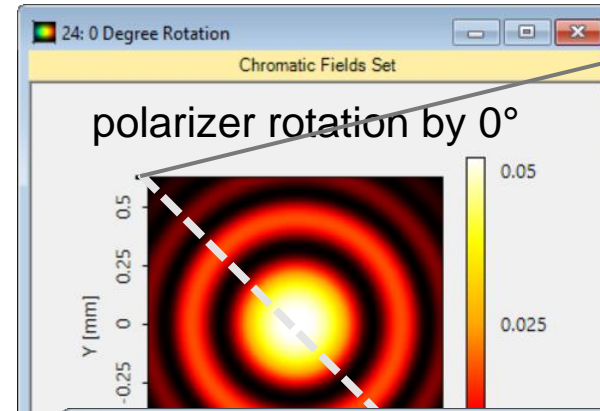 24: 0 Degree Rotation
Chromatic Fields Set
polarizer rotation by 0°
0.05
0.5
0.25
Y [mm]
0
0.025
-0.25